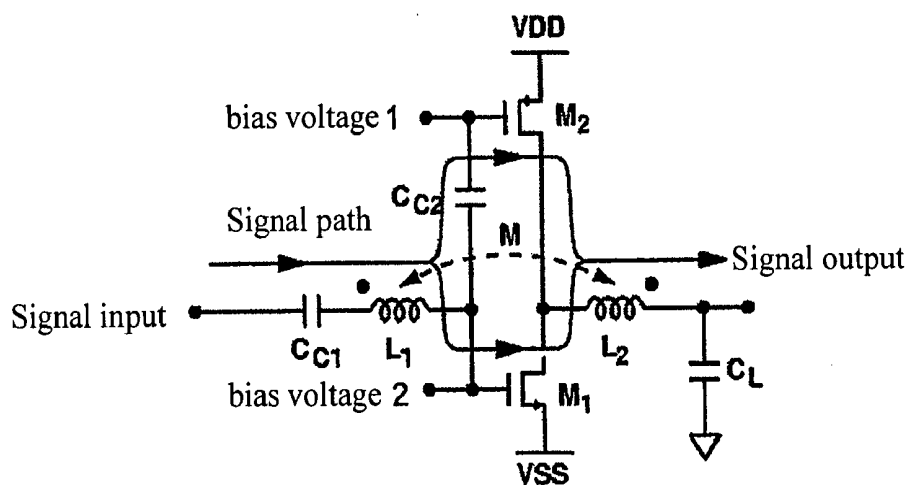 VDD
bias voltage 1
M2
CC2
Signal path
M
Signal output
Signal input
CC1
L1
L2
CL
bias voltage 2
M1
VSS